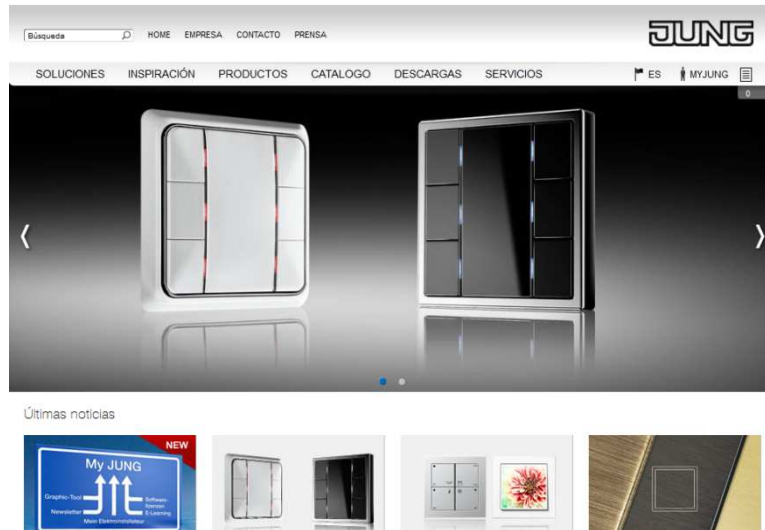 Búsqueda
HOME EMPRESA CONTACTO PRENSA
JUNG
SOLUCIONES INSPIRACIÓN PRODUCTOS CATALOGO DESCARGAS SERVICIOS
ES MYJUNG
0
Últimas noticias
NEW
My JUNG
Graphic-Tool
Newsletter
Software-
lizenzen
E-Learning
Mein Elektroinstallateur